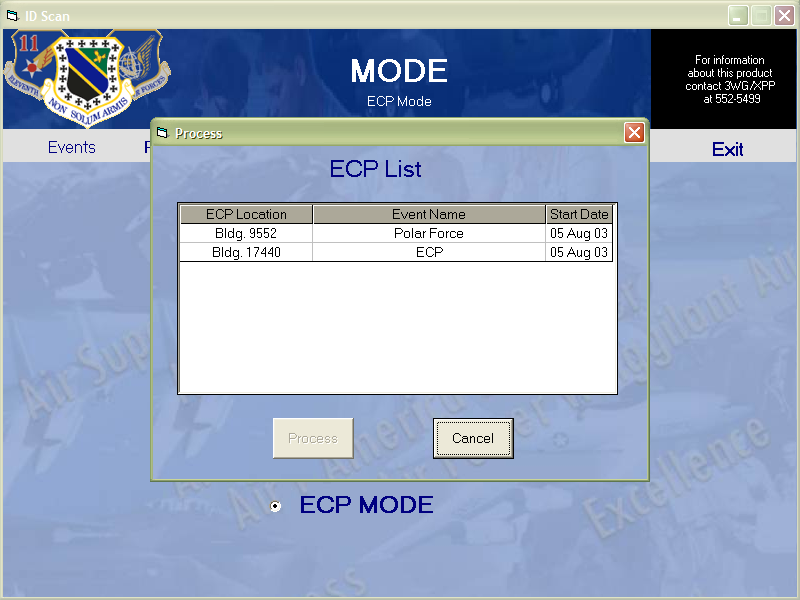 ID Scan
11
ELEVENTH AIR FORCES
NON SOLUM ARMIS
MODE
ECP Mode
For information
about this product
contact 3WG/XPP
at 552-5499
Events
Exit
Process
ECP List
ECP Location Event Name Start Date
Bldg. 9552 Polar Force 05 Aug 03
Bldg. 17440 ECP 05 Aug 03
Process Cancel
ECP MODE
Air
Excellence